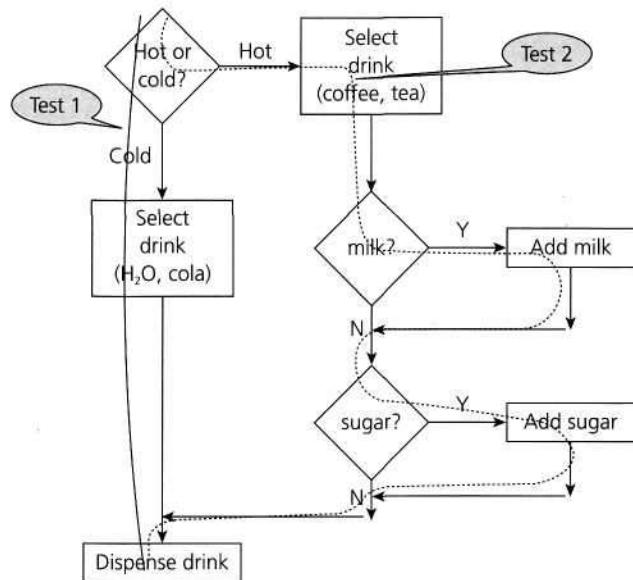 Hot or
cold?
Hot
Select
drink
(coffee, tea)
Test 2
Test 1
Cold
Select
drink
(H₂O, cola)
milk?
Y
Add milk
N
sugar?
Y
Add sugar
N
Dispense drink